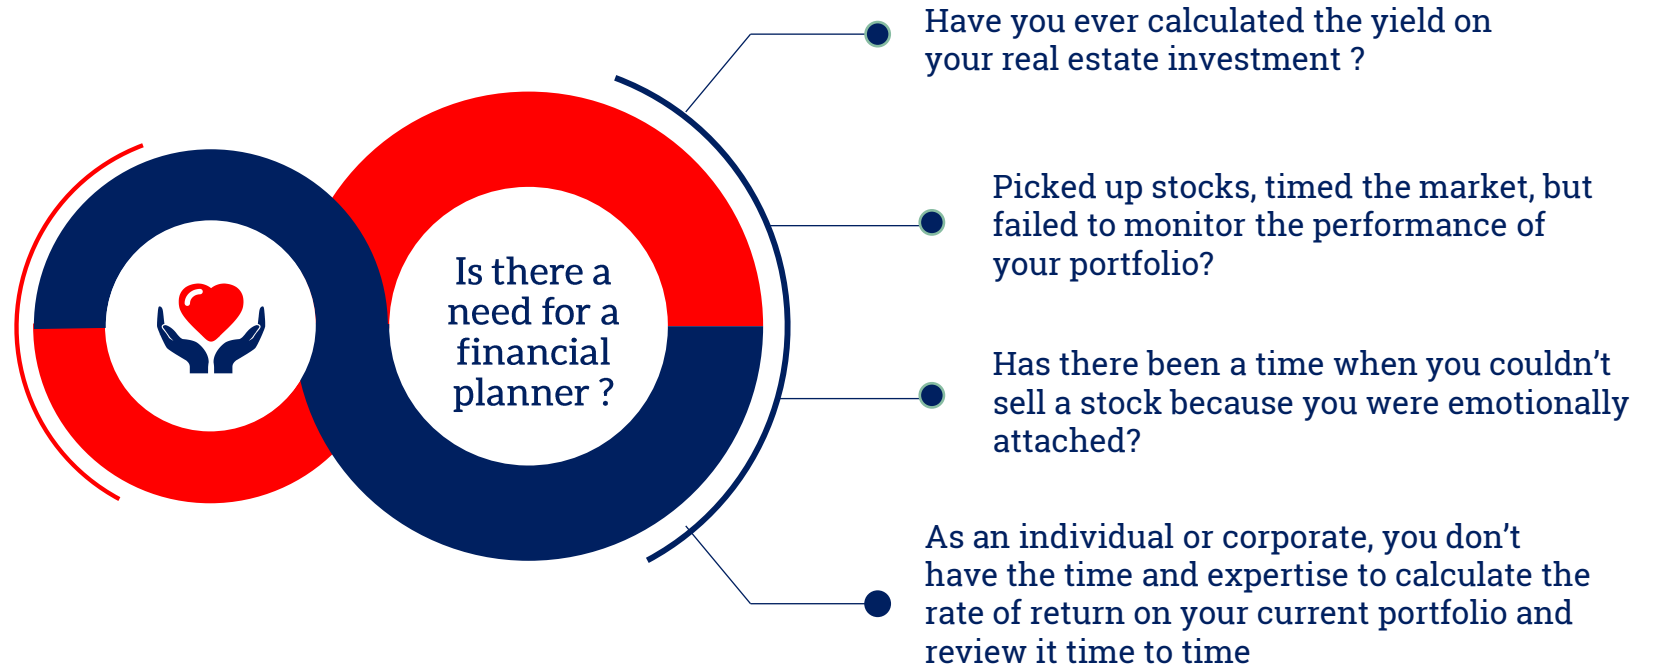 Is there a
need for a
financial
planner ?
Have you ever calculated the yield on
your real estate investment ?
Picked up stocks, timed the market, but
failed to monitor the performance of
your portfolio?
Has there been a time when you couldn’t
sell a stock because you were emotionally
attached?
As an individual or corporate, you don’t
have the time and expertise to calculate the
rate of return on your current portfolio and
review it time to time